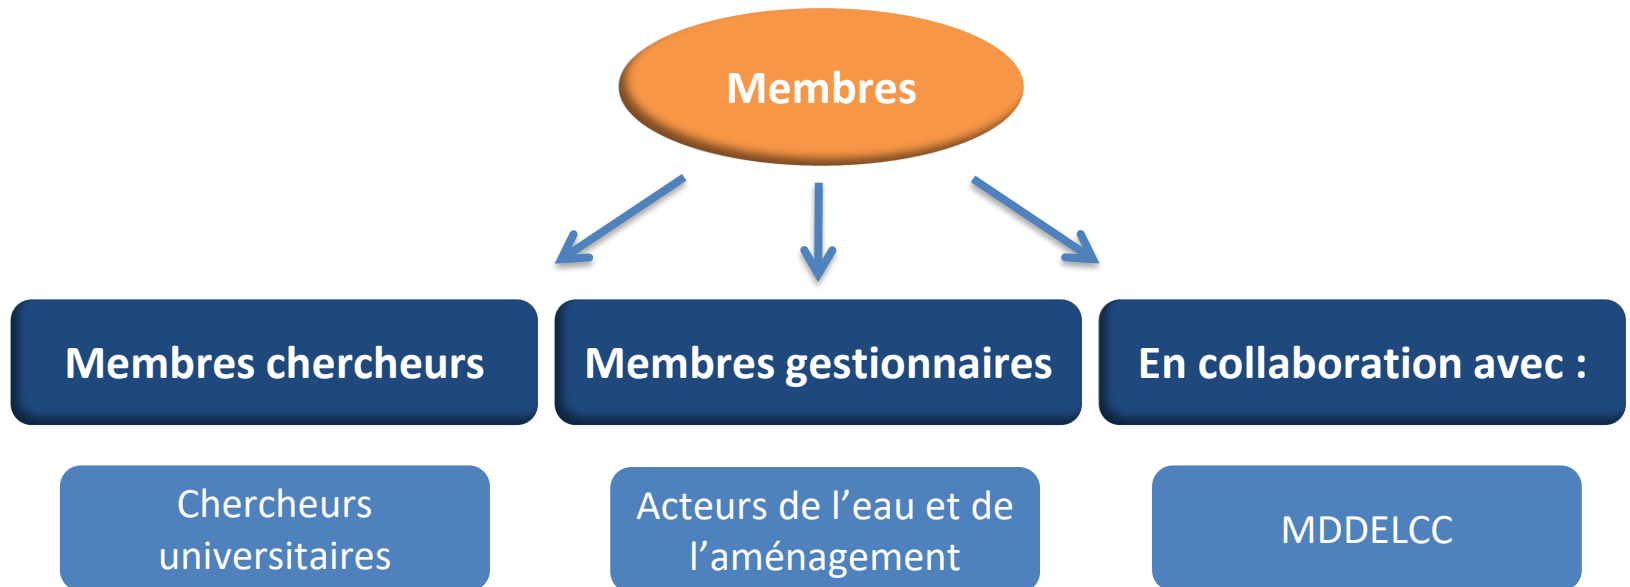 Membres
Membres chercheurs
Membres gestionnaires
En collaboration avec :
Chercheurs
universitaires
Acteurs de l’eau et de
l’aménagement
MDDELCC